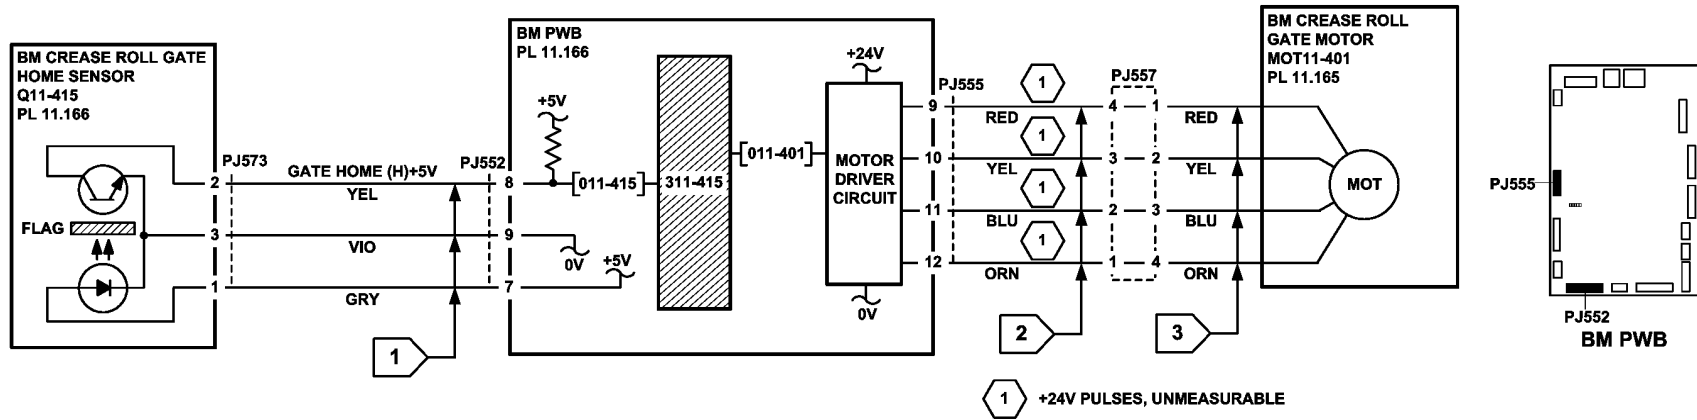 BM CREASE ROLL GATE
HOME SENSOR
Q11-415
PL 11.166
FLAG
2
3
1
PJ573
GATE HOME (H)+5V
YEL
VIO
GRY
1
PJ552
8
9
7
BM PWB
PL 11.166
+5V
[011-415]
0V
+5V
311-415
[011-401]
+24V
MOTOR
DRIVER
CIRCUIT
0V
9
10
11
12
PJ555
1
RED
1
YEL
1
BLU
1
ORN
2
PJ557
4 1
3 2
2 3
1 4
RED
YEL
BLU
ORN
3
BM CREASE ROLL
GATE MOTOR
MOT11-401
PL 11.165
MOT
1 +24V PULSES, UNMEASURABLE
PJ555
PJ552
BM PWB